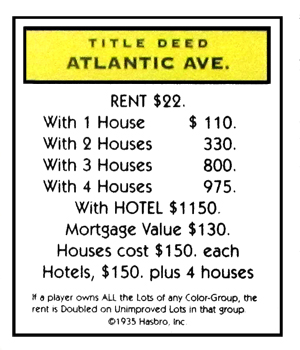 TITLE DEED
ATLANTIC AVE.
RENT $22.
With 1 House $ 110.
With 2 Houses 330.
With 3 Houses 800.
With 4 Houses 975.
With HOTEL $1150.
Mortgage Value $130.
Houses cost $150. each
Hotels, $150. plus 4 houses
If a player owns ALL the Lots of any Color-Group, the
rent is Doubled on Unimproved Lots in that group.
©1935 Hasbro, Inc.